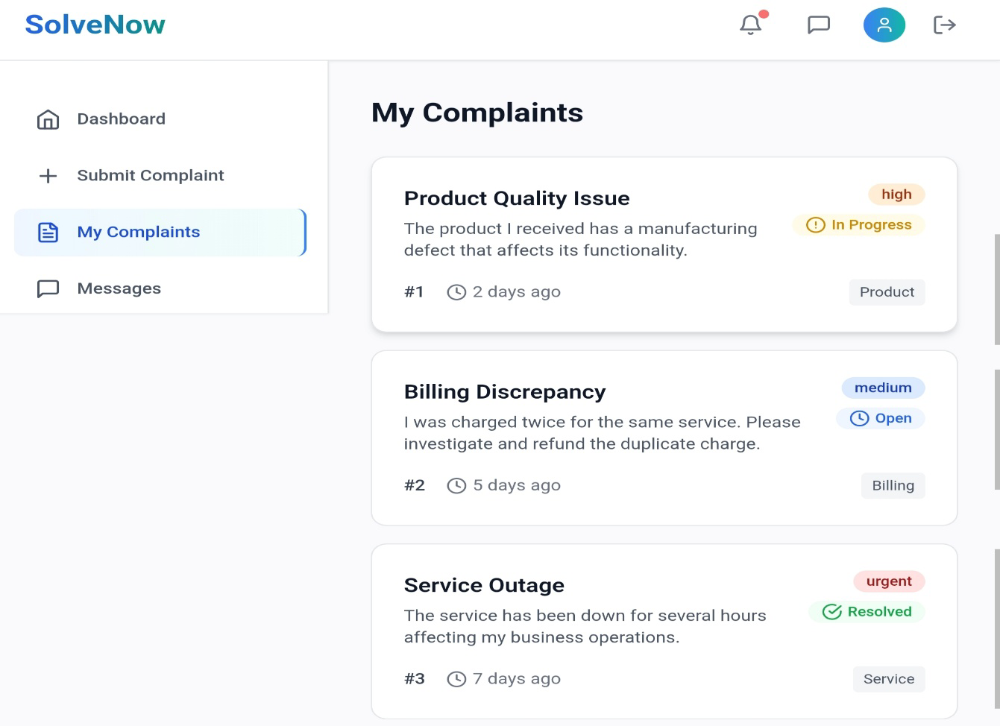 SolveNow
Dashboard
Submit Complaint
My Complaints
Messages
My Complaints
Product Quality Issue
high
The product I received has a manufacturing
defect that affects its functionality.
In Progress
#1 2 days ago
Product
Billing Discrepancy
medium
I was charged twice for the same service. Please
investigate and refund the duplicate charge.
Open
#2 5 days ago
Billing
Service Outage
urgent
The service has been down for several hours
affecting my business operations.
Resolved
#3 7 days ago
Service